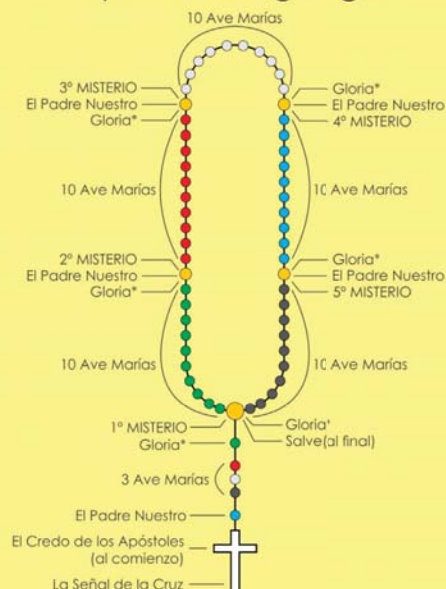 10 Ave Marías
3º MISTERIO
El Padre Nuestro
Gloria*
Gloria*
El Padre Nuestro
4º MISTERIO
10 Ave Marías
10 Ave Marías
2º MISTERIO
El Padre Nuestro
Gloria*
Gloria*
El Padre Nuestro
5º MISTERIO
10 Ave Marías
10 Ave Marías
1º MISTERIO
Gloria*
Gloria*
Salve(al final)
3 Ave Marías
El Padre Nuestro
El Credo de los Apóstoles
(al comienzo)
La Señal de la Cruz